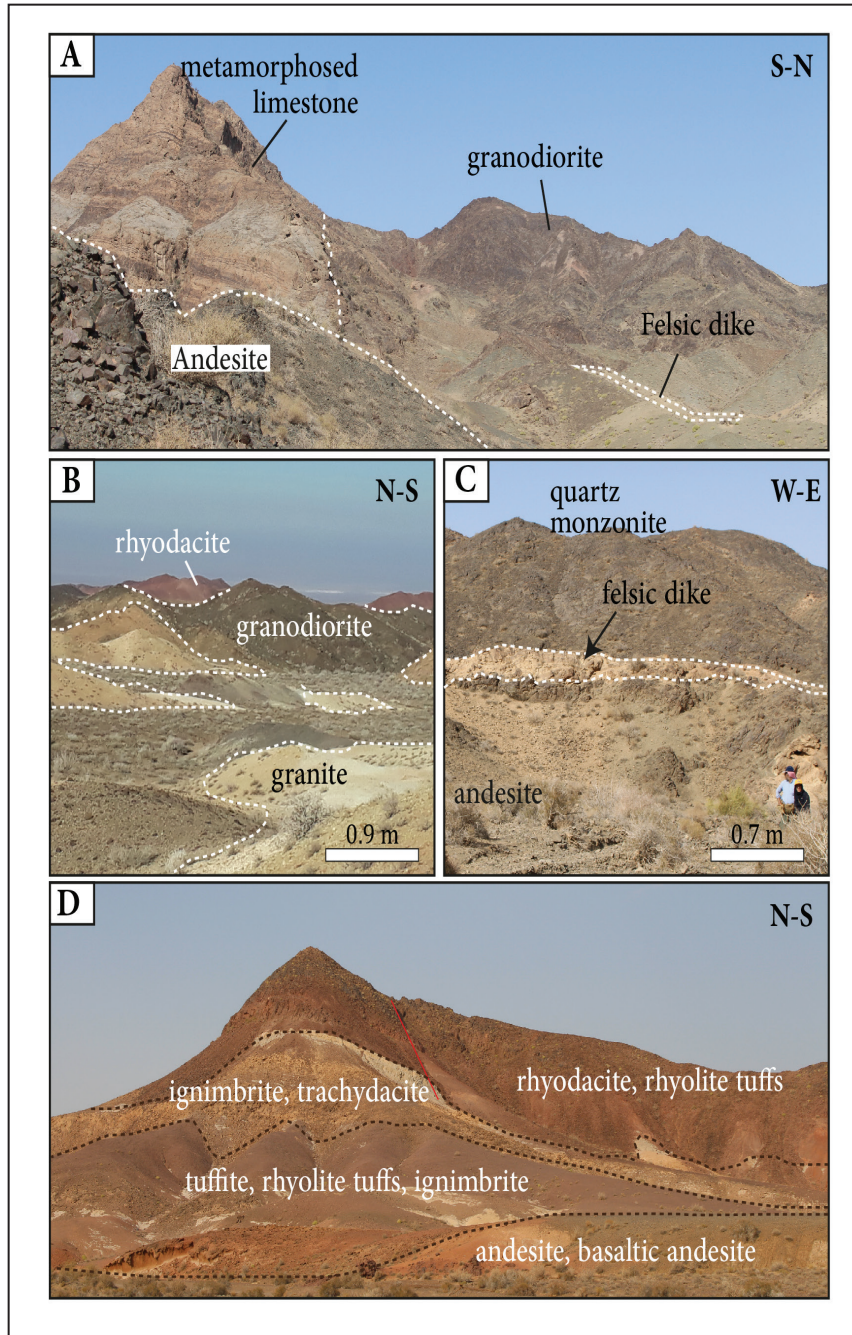 A
S-N
metamorphosed
limestone
granodiorite
Felsic dike
Andesite
B
N-S
rhyodacite
granodiorite
granite
0.9 m
C
W-E
quartz
monzonite
felsic dike
andesite
0.7 m
D
N-S
ignimbrite, trachydacite
rhyodacite, rhyolite tuffs
tuffite, rhyolite tuffs, ignimbrite
andesite, basaltic andesite